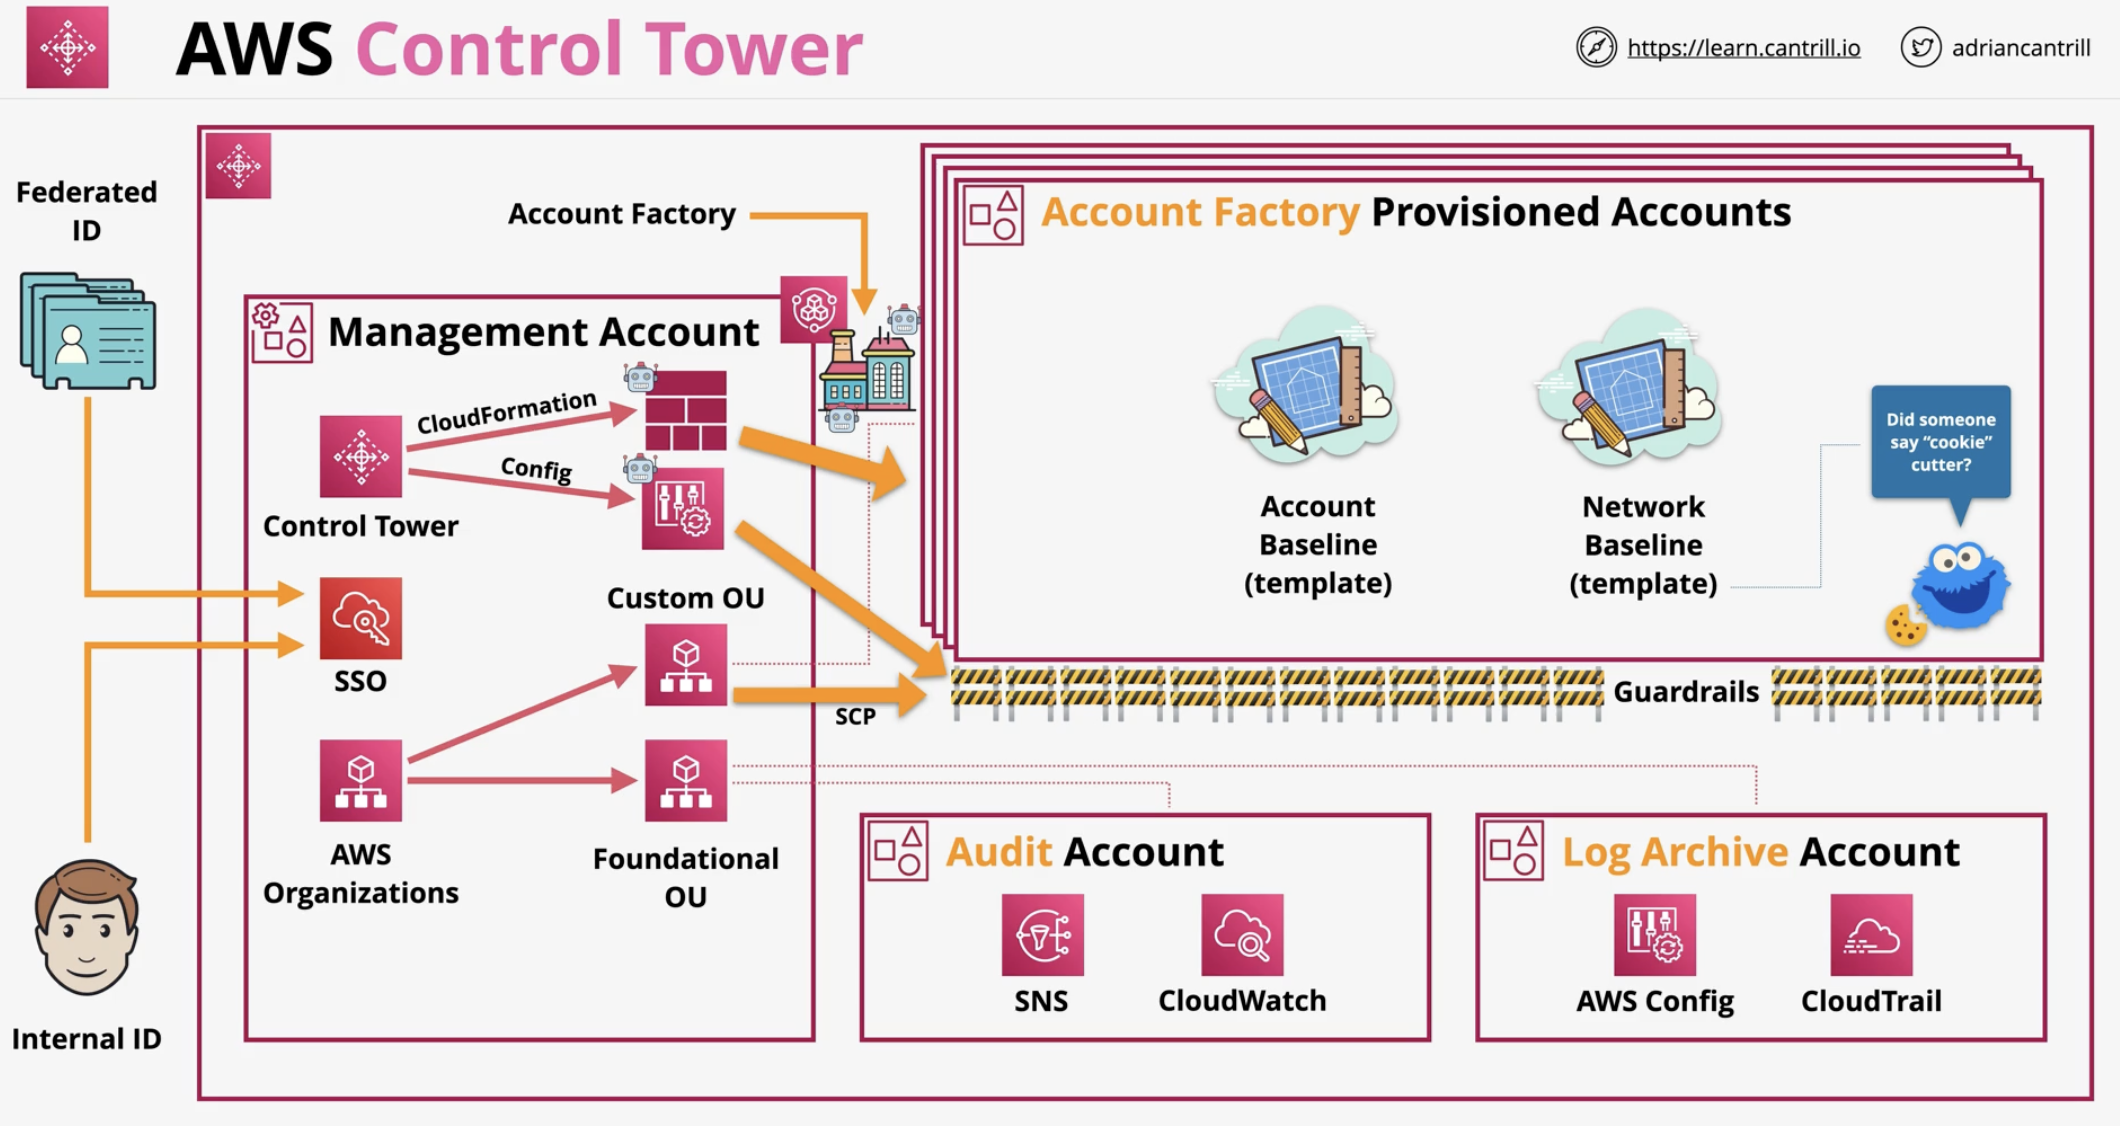 AWS Control Tower
https://learn.cantrill.io
adriancantrill
Federated
ID
Account Factory
Account Factory Provisioned Accounts
Management Account
CloudFormation
Config
Control Tower
Custom OU
SSO
SCP
AWS
Organizations
Foundational
OU
Internal ID
Account
Baseline
(template)
Network
Baseline
(template)
Did someone
say “cookie”
cutter?
Guardrails
Audit Account
SNS
CloudWatch
Log Archive Account
AWS Config
CloudTrail